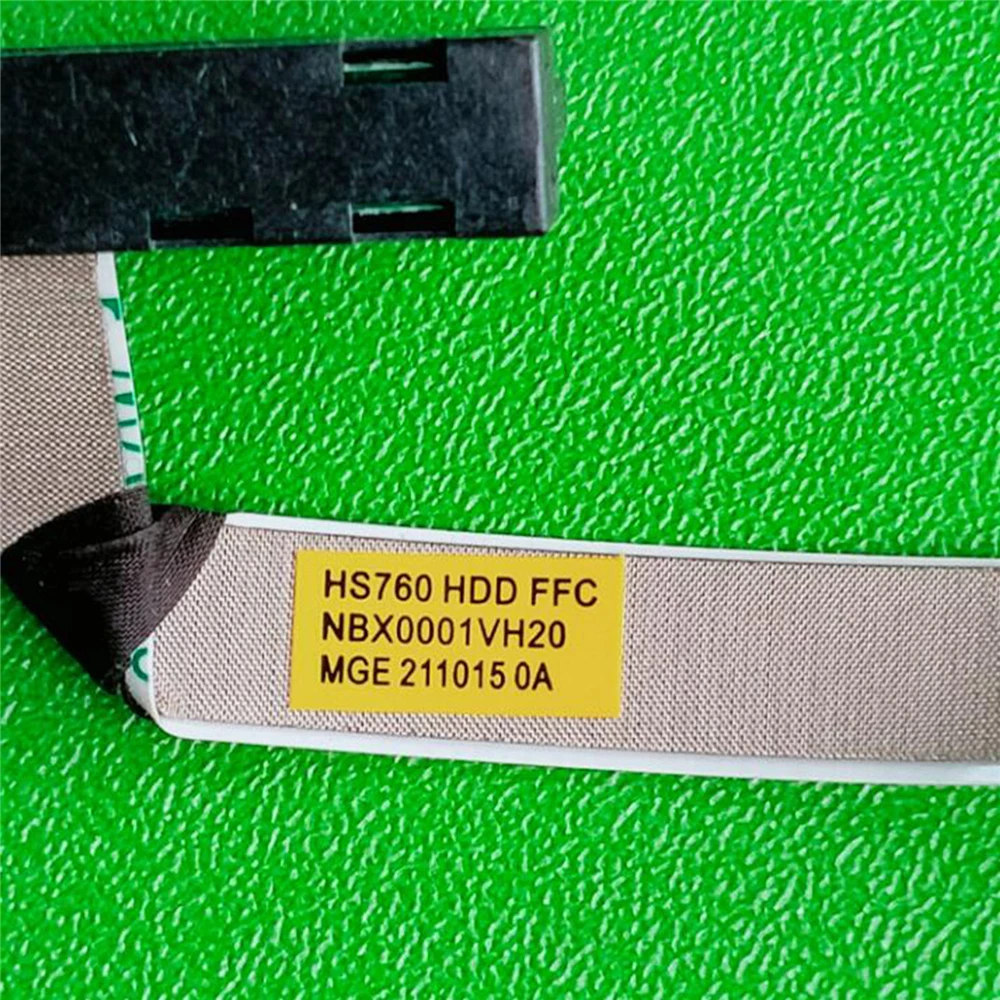 HS760 HDD FFC
NBX0001VH20
MGE 211015 0A